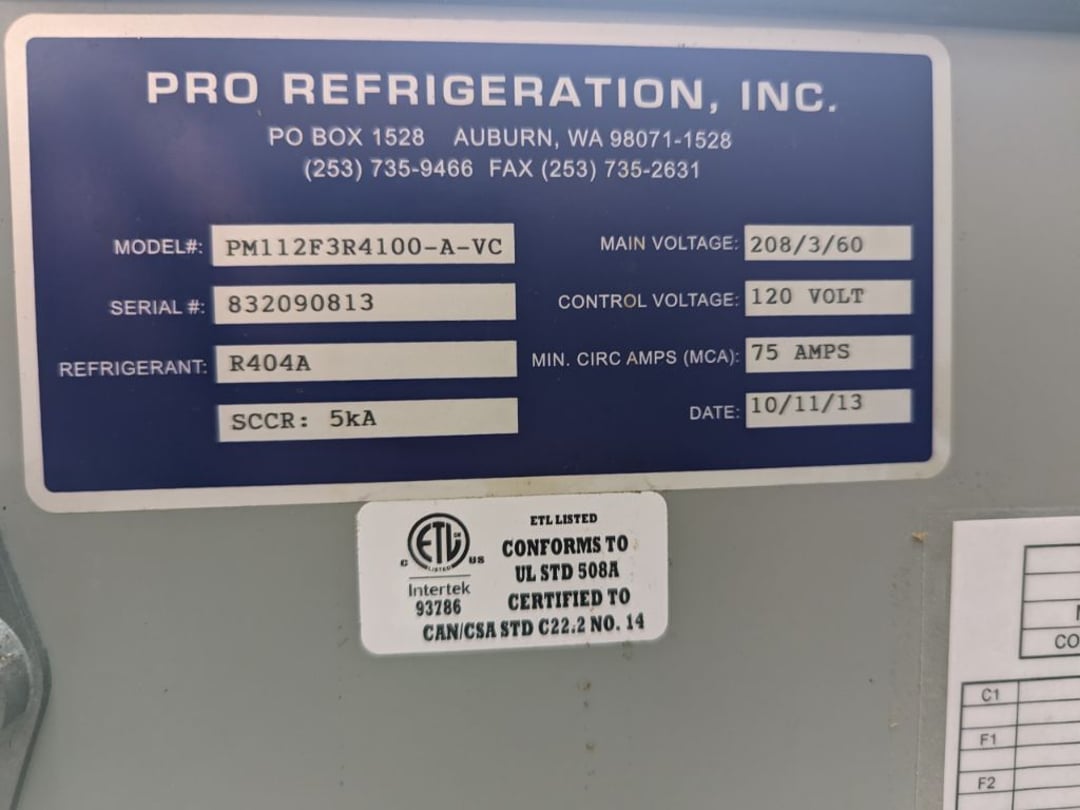 PRO REFRIGERATION, INC.
PO BOX 1528 AUBURN, WA 98071-1528
(253) 735-9466 FAX (253) 735-2631
MODEL#: PM112F3R4100-A-VC
SERIAL #: 832090813
REFRIGERANT: R404A
SCCR: 5kA
MAIN VOLTAGE: 208/3/60
CONTROL VOLTAGE: 120 VOLT
MIN. CIRC AMPS (MCA): 75 AMPS
DATE: 10/11/13
ETL LISTED
CONFORMS TO
UL STD 508A
CERTIFIED TO
CAN/CSA STD C22.2 NO. 14
C ETL US
LISTED
Intertek
93786
CO
C1
F1
F2